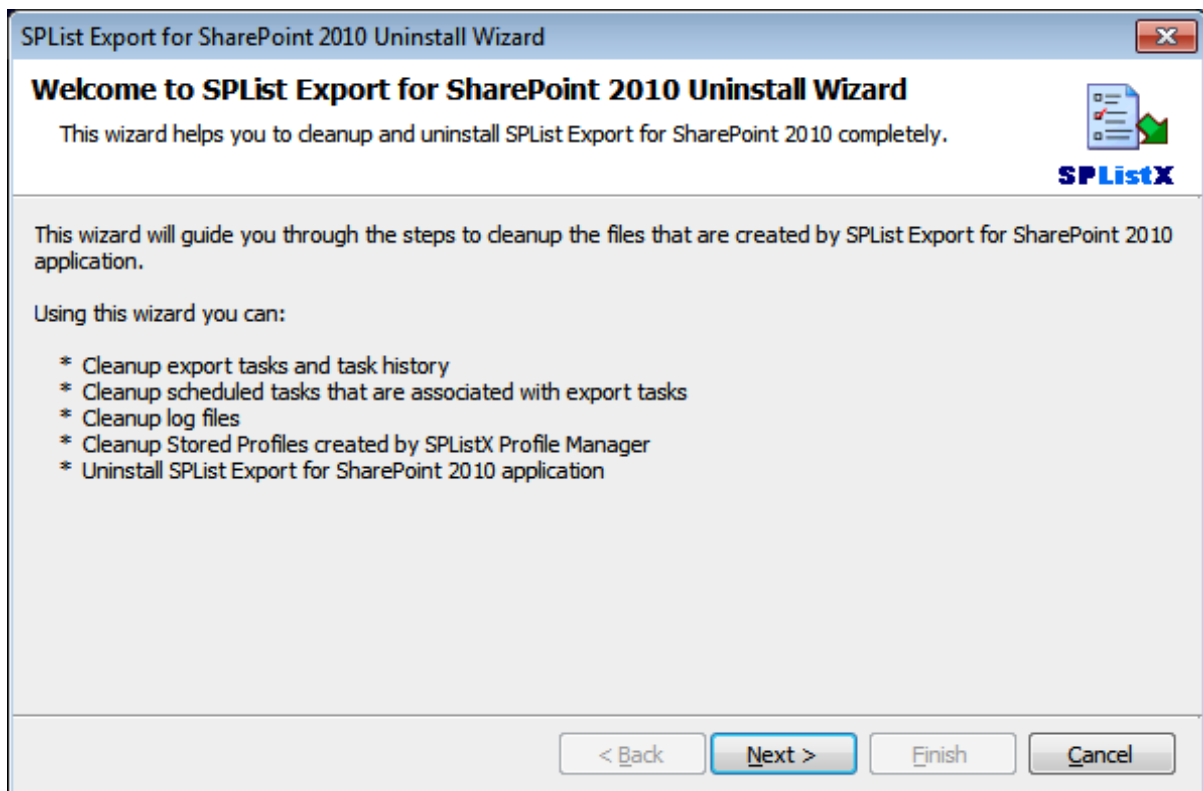 SPList Export for SharePoint 2010 Uninstall Wizard
Welcome to SPList Export for SharePoint 2010 Uninstall Wizard
This wizard helps you to cleanup and uninstall SPList Export for SharePoint 2010 completely.
SPListX
This wizard will guide you through the steps to cleanup the files that are created by SPList Export for SharePoint 2010
application.
Using this wizard you can:
* Cleanup export tasks and task history
* Cleanup scheduled tasks that are associated with export tasks
* Cleanup log files
* Cleanup Stored Profiles created by SPListX Profile Manager
* Uninstall SPList Export for SharePoint 2010 application
< Back Next > Finish Cancel